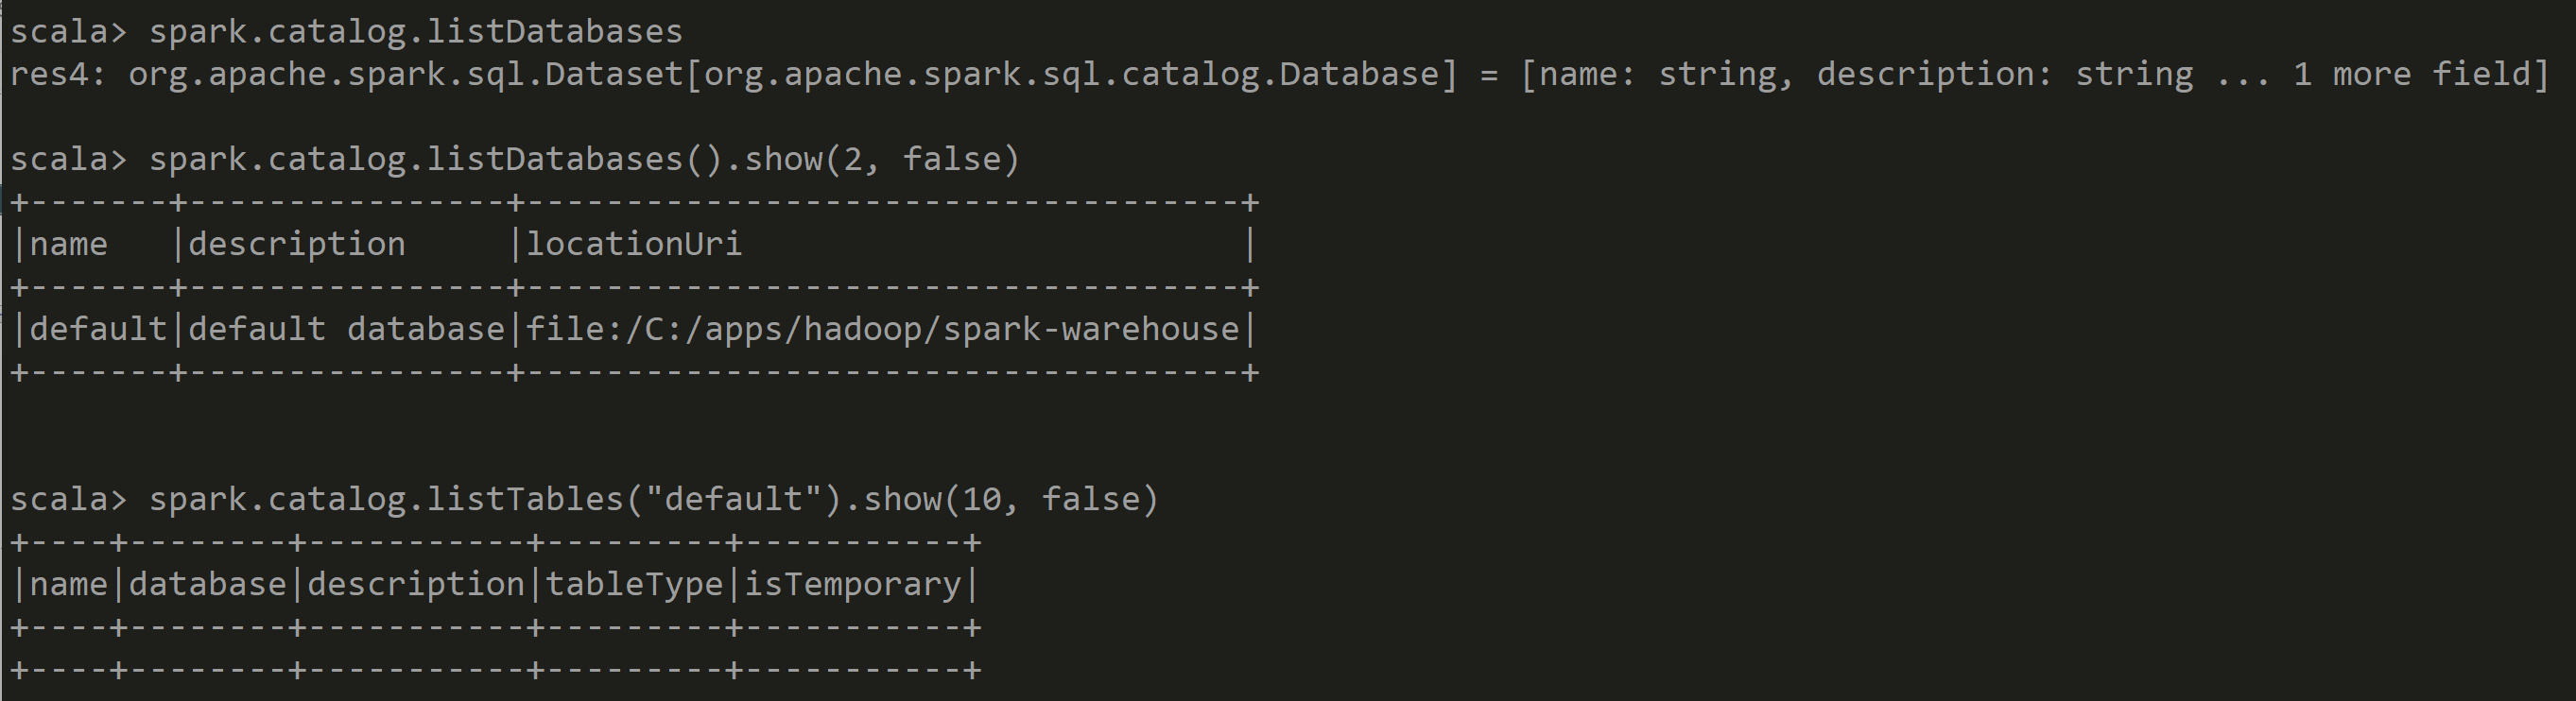 scala> spark.catalog.listDatabases
res4: org.apache.spark.sql.Dataset[org.apache.spark.sql.catalog.Database] = [name: string, description: string ... 1 more field]
scala> spark.catalog.listDatabases().show(2, false)
+-------+----------------+------------------------------------+
|name   |description     |locationUri                         |
+-------+----------------+------------------------------------+
|default|default database|file:/C:/apps/hadoop/spark-warehouse|
+-------+----------------+------------------------------------+
scala> spark.catalog.listTables("default").show(10, false)
+----+--------+-----------+---------+-----------+
|name|database|description|tableType|isTemporary|
+----+--------+-----------+---------+-----------+
+----+--------+-----------+---------+-----------+